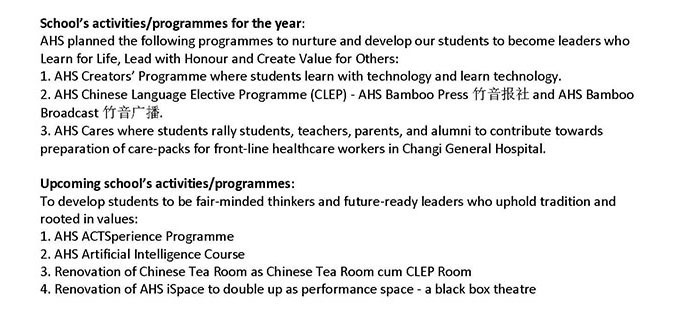 School's activities/programmes for the year:
AHS planned the following programmes to nurture and develop our students to become leaders who
Learn for Life, Lead with Honour and Create Value for Others:
1. AHS Creators' Programme where students learn with technology and learn technology.
2. AHS Chinese Language Elective Programme (CLEP) - AHS Bamboo Press 竹音报社 and AHS Bamboo
Broadcast 竹音广播.
3. AHS Cares where students rally students, teachers, parents, and alumni to contribute towards
preparation of care-packs for front-line healthcare workers in Changi General Hospital.
Upcoming school's activities/programmes:
To develop students to be fair-minded thinkers and future-ready leaders who uphold tradition and
rooted in values:
1. AHS ACTSperience Programme
2. AHS Artificial Intelligence Course
3. Renovation of Chinese Tea Room as Chinese Tea Room cum CLEP Room
4. Renovation of AHS iSpace to double up as performance space - a black box theatre